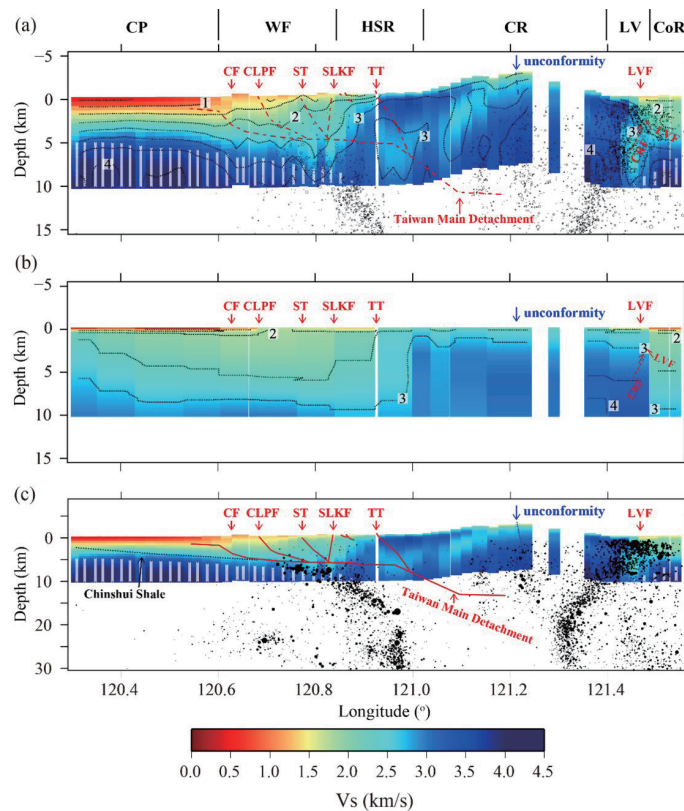 CP WF HSR CR LV CoR
(a)
CF CLPF ST SLKF TT unconformity LVF
−5
0
5
10
15
Depth (km)
1 2 3 3 4 4 3 2
LVF
CRF
Taiwan Main Detachment
(b)
CF CLPF ST SLKF TT unconformity LVF
−5
0
5
10
15
Depth (km)
2 3 3 4 2 3
LVF
CRF
(c)
CF CLPF ST SLKF TT unconformity LVF
0
10
20
30
Depth (km)
Chinshui Shale
Taiwan Main Detachment
120.4 120.6 120.8 121.0 121.2 121.4
Longitude (°)
0.0 0.5 1.0 1.5 2.0 2.5 3.0 3.5 4.0 4.5
Vs (km/s)